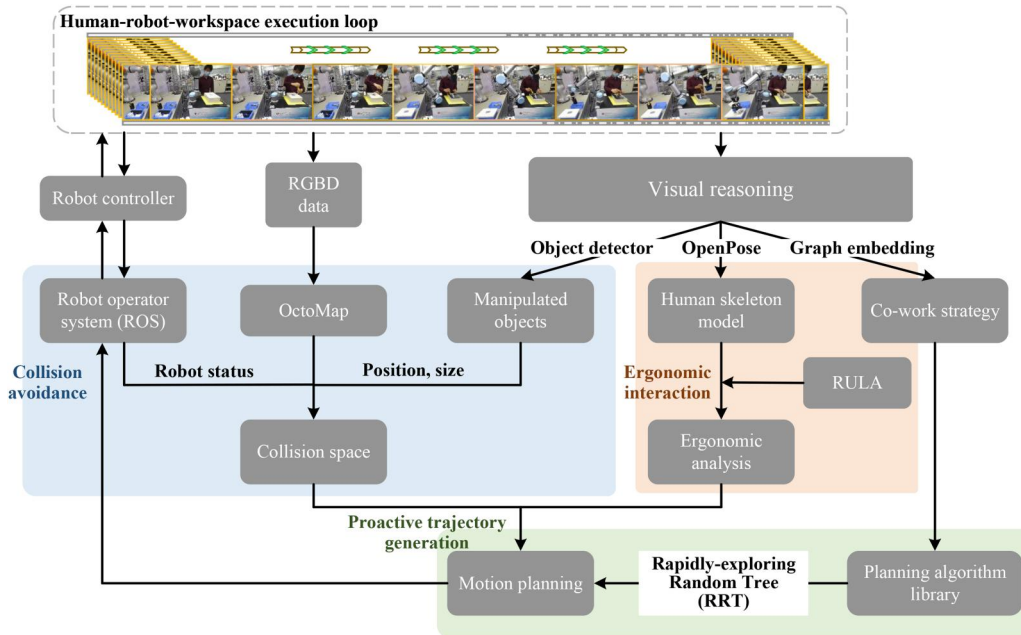 Human-robot-workspace execution loop
Robot controller
RGBD
data
Visual reasoning
Object detector
OpenPose
Graph embedding
Robot operator
system (ROS)
OctoMap
Manipulated
objects
Human skeleton
model
Co-work strategy
Collision
avoidance
Robot status
Position, size
Ergonomic
interaction
RULA
Collision space
Ergonomic
analysis
Proactive trajectory
generation
Motion planning
Rapidly-exploring
Random Tree
(RRT)
Planning algorithm
library